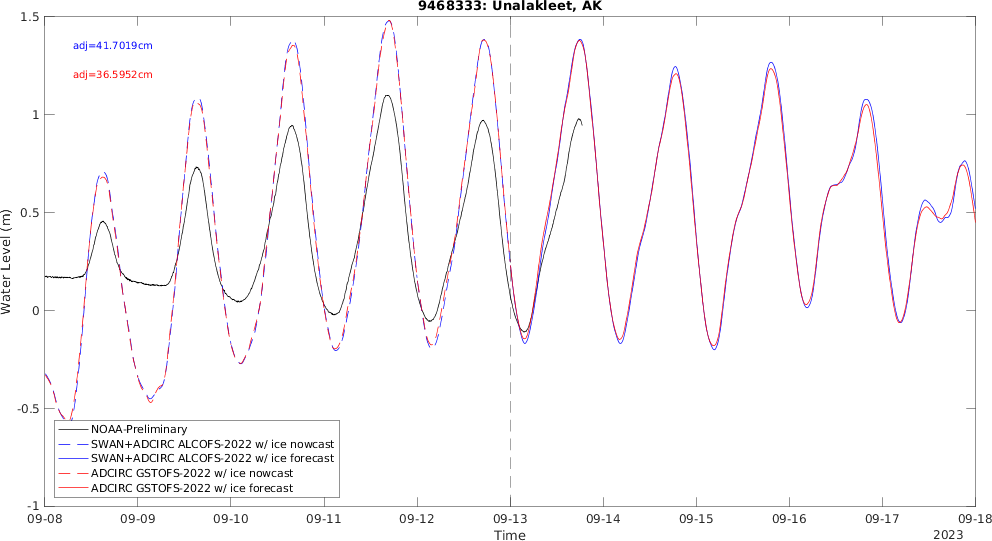 9468333: Unalakleet, AK
adj=41.7019cm
adj=36.5952cm
Water Level (m)
1.5
1
0.5
0
-0.5
-1
NOAA-Preliminary
SWAN+ADCIRC ALCOFS-2022 w/ ice nowcast
SWAN+ADCIRC ALCOFS-2022 w/ ice forecast
ADCIRC GSTOFS-2022 w/ ice nowcast
ADCIRC GSTOFS-2022 w/ ice forecast
09-08 09-09 09-10 09-11 09-12 09-13 09-14 09-15 09-16 09-17 09-18
Time
2023